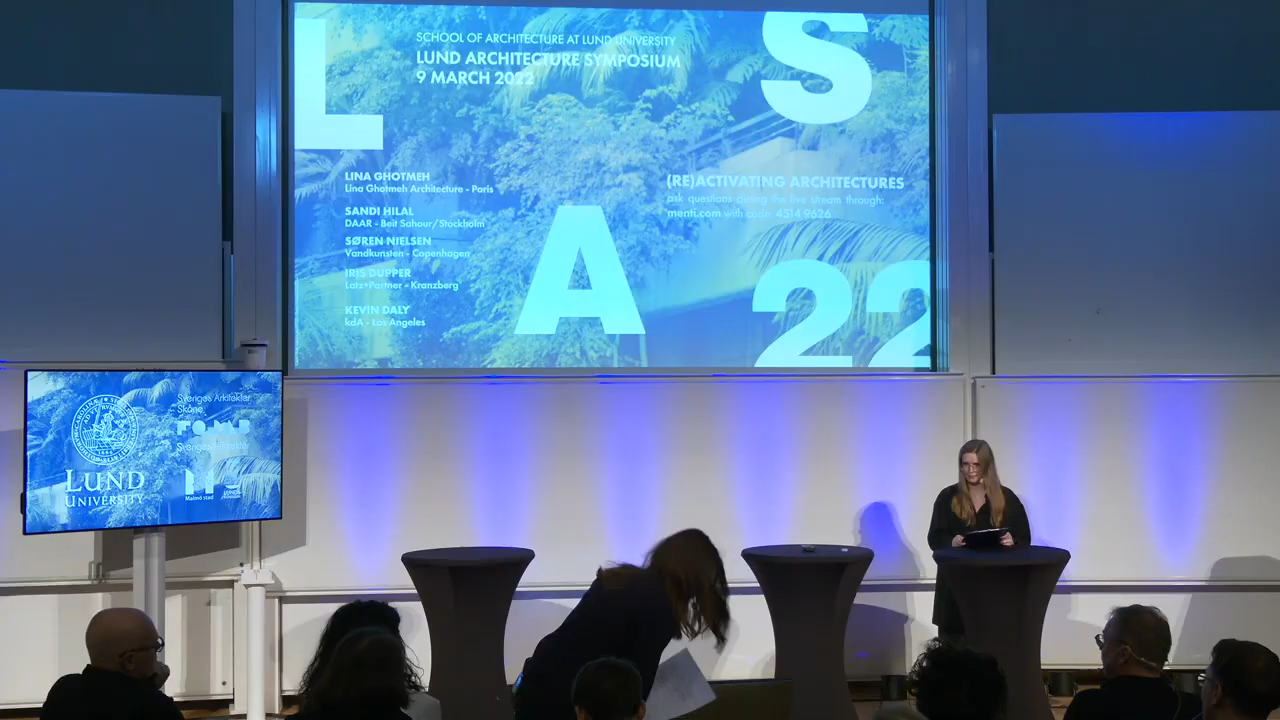 L
S
SCHOOL OF ARCHITECTURE AT LUND UNIVERSITY
LUND ARCHITECTURE SYMPOSIUM
9 MARCH 2022
LINA GHOTMEH
Lina Ghotmeh Architecture - Paris
SANDI HILAL
DAAR - Beit Sahour/Stockholm
SØREN NIELSEN
Vandkunsten - Copenhagen
IRIS DUPPER
Latz+Partner - Kranzberg
KEVIN DALY
kdA - Los Angeles
(RE)ACTIVATING ARCHITECTURES
ask questions during the live stream through:
menti.com with code 4514 9626
A
22
Sveriges Arkitekter
Skåne
LUND
UNIVERSITY
Malmö stad